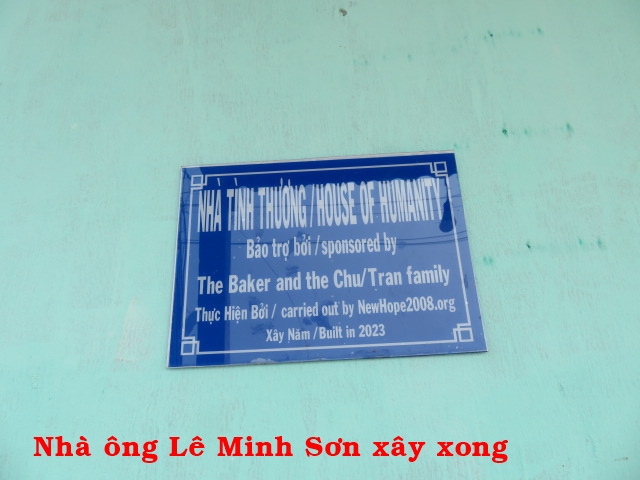 NHÀ TÌNH THƯƠNG / HOUSE OF HUMANITY
Bảo trợ bởi / sponsored by
The Baker and the Chu/Tran family
Thực Hiện Bởi / carried out by NewHope2008.org
Xây Năm / Built in 2023
Nhà ông Lê Minh Sơn xây xong